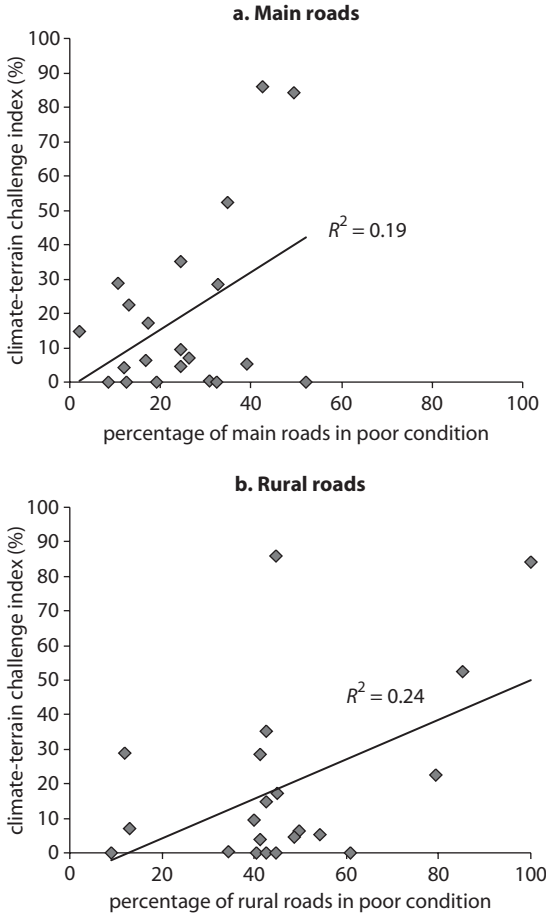 a. Main roads
climate-terrain challenge index (%)
100
90
80
70
60
50
40
30
20
10
0
R² = 0.19
0 20 40 60 80 100
percentage of main roads in poor condition
b. Rural roads
climate-terrain challenge index (%)
100
90
80
70
60
50
40
30
20
10
0
R² = 0.24
0 20 40 60 80 100
percentage of rural roads in poor condition